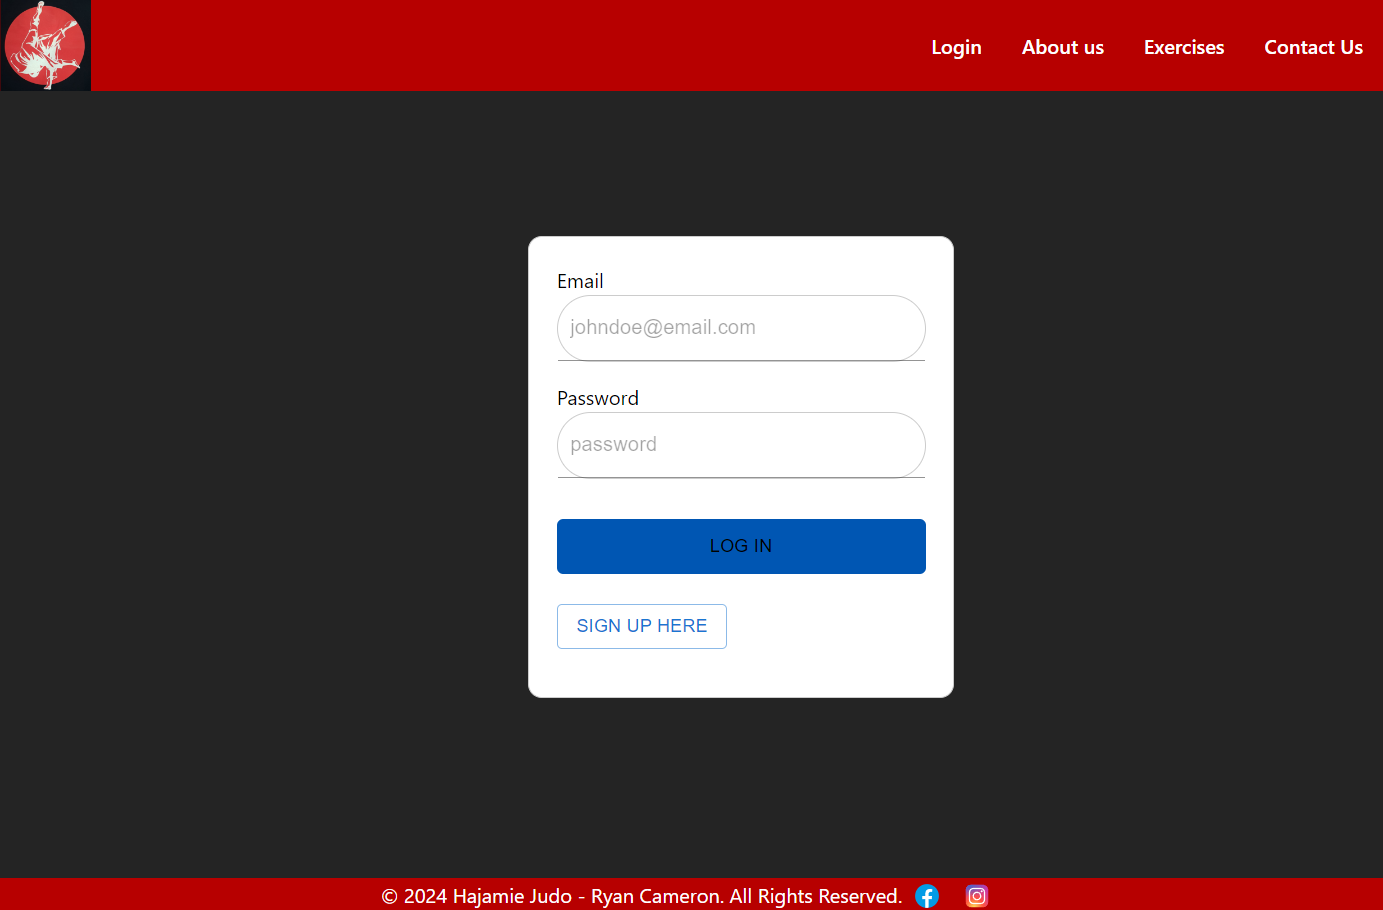 Login About us Exercises Contact Us
Email
johndoe@email.com
Password
password
LOG IN
SIGN UP HERE
© 2024 Hajamie Judo - Ryan Cameron. All Rights Reserved.